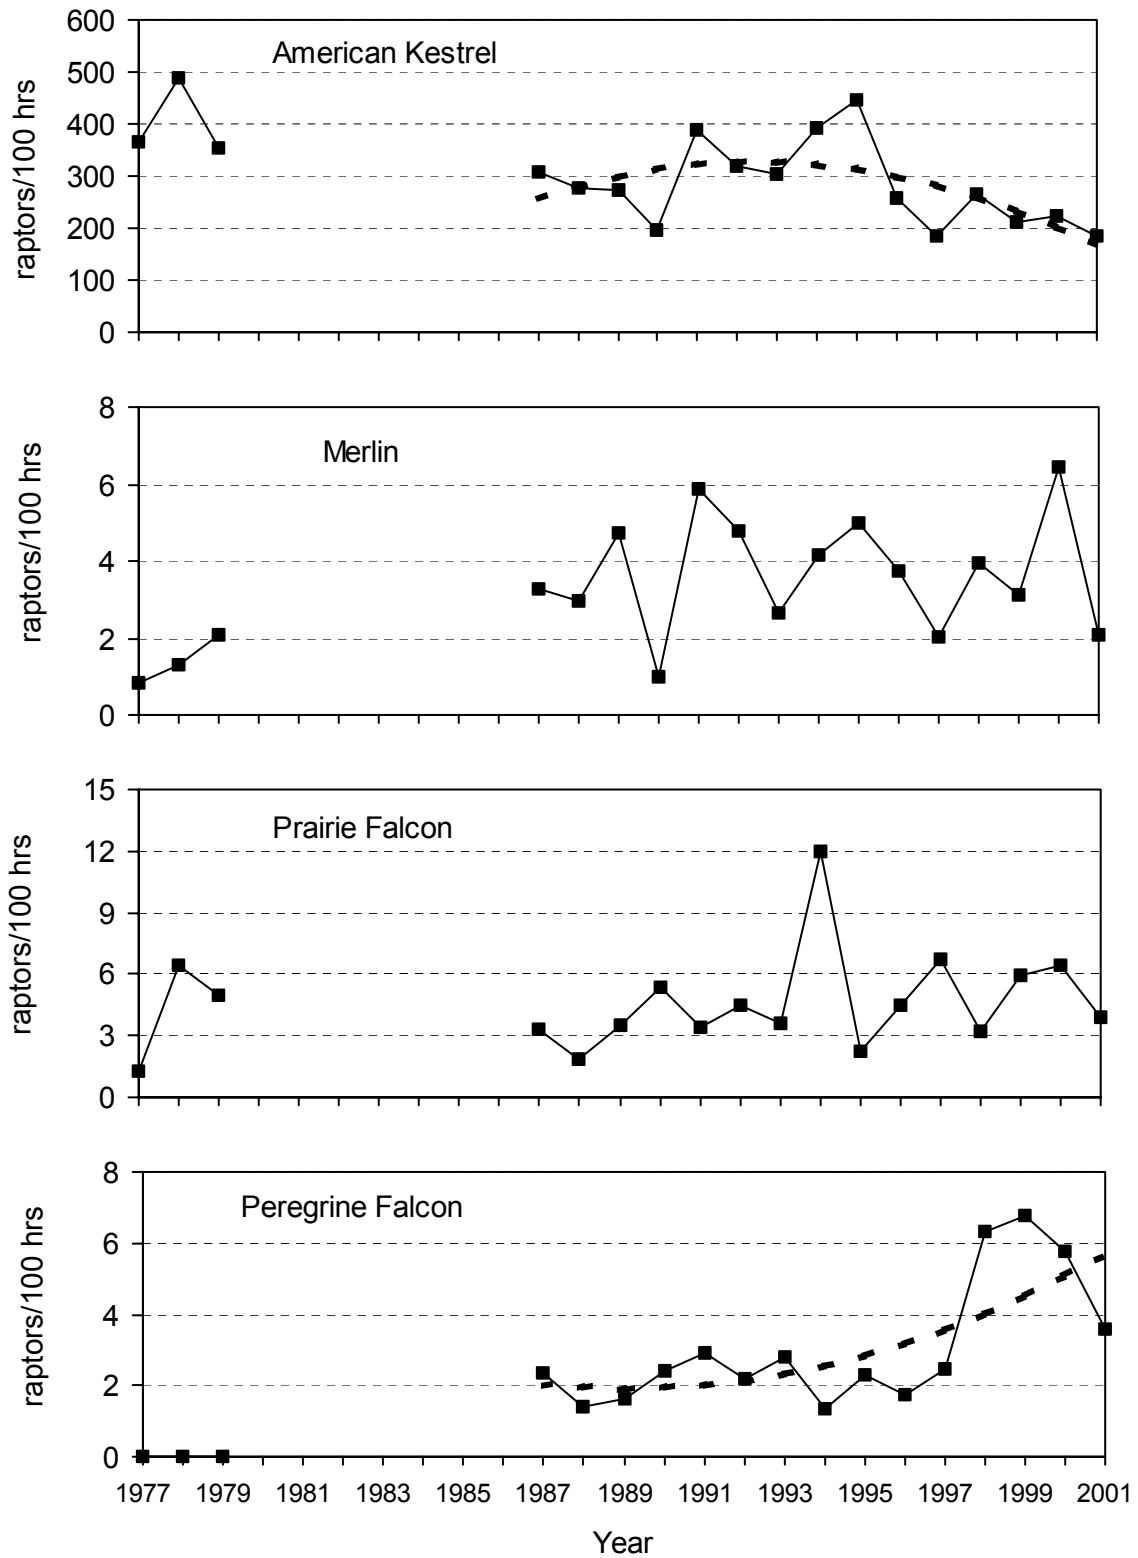 American Kestrel
raptors/100 hrs
600
500
400
300
200
100
0
Merlin
raptors/100 hrs
8
6
4
2
0
Prairie Falcon
raptors/100 hrs
15
12
9
6
3
0
Peregrine Falcon
raptors/100 hrs
8
6
4
2
0
1977 1979 1981 1983 1985 1987 1989 1991 1993 1995 1997 1999 2001
Year